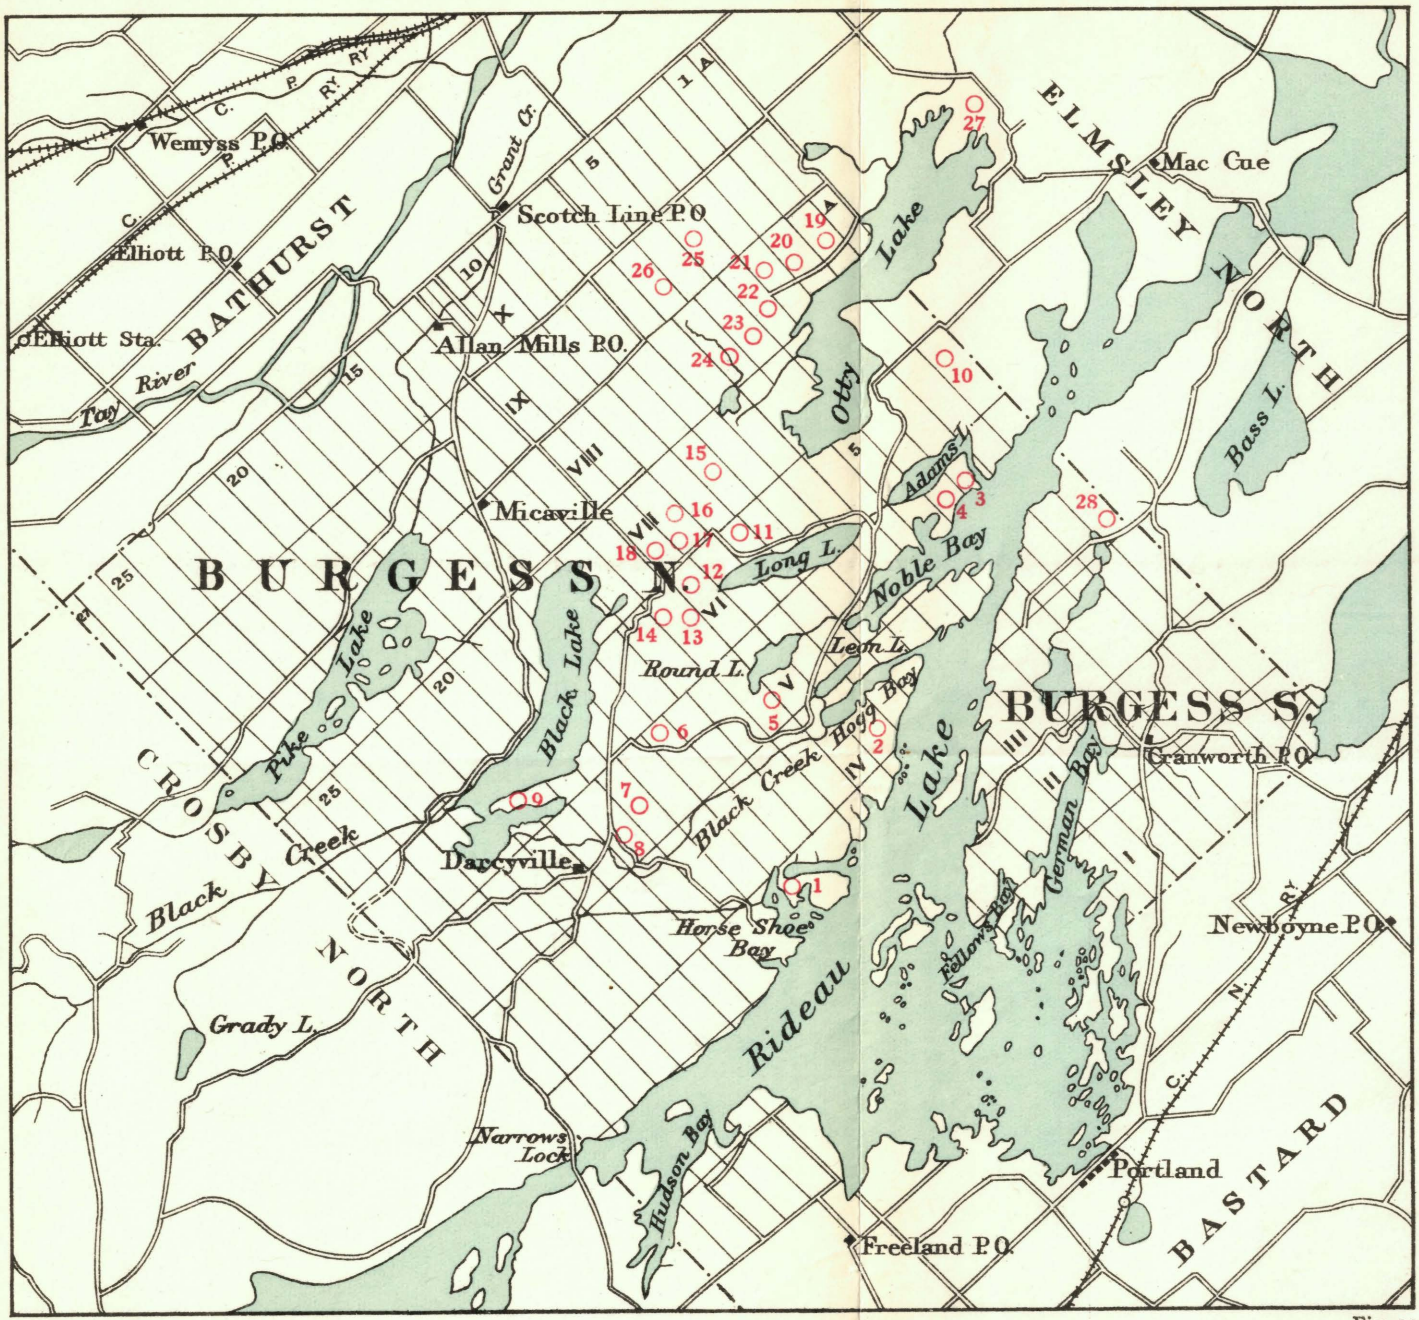 C. P. RY
C. P. RY
Wemyss P.O.
Grant Cr.
1 A
ELMSLEY NORTH
27
Mac Cue
5
Scotch Line P.O.
Elliott P.O.
BATHURST
A
19
20
21
25
26
22
Otty Lake
10
X
23
24
Elliott Sta.
Allan Mills P.O.
Tay River
15
10
IX
Bass L.
5
VIII
15
Adams L.
3
4
20
Micaville
16
28
VII
17
11
18
Long L.
Noble Bay
BURGESS N.
12
25
VI
14
13
Pike Lake
Black Lake
Round L.
Leon L.
20
V
Hogg Bay
BURGESS S.
6
5
2
III
Cranworth P.O.
CROSBY NORTH
25
IV
II
9
7
Black Creek
German Bay
8
Black Creek
Darcyville
I
1
RY
Horse Shoe
Bay
Fellows Bay
Newboyne P.O.
Rideau Lake
N.
Grady L.
C.
Narrows
Lock
Hudson Bay
Portland
BASTARD
Freeland P.O.